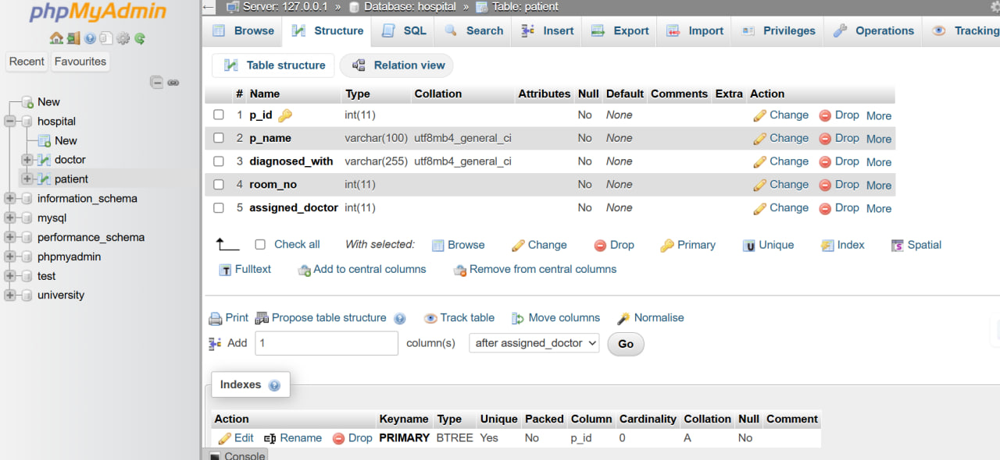 phpMyAdmin
Recent Favourites
New
hospital
New
doctor
patient
information_schema
mysql
performance_schema
phpmyadmin
test
university
Server: 127.0.0.1 » Database: hospital » Table: patient
Browse Structure SQL Search Insert Export Import Privileges Operations Tracking
Table structure Relation view
# Name Type Collation Attributes Null Default Comments Extra Action
1 p_id int(11) No None Change Drop More
2 p_name varchar(100) utf8mb4_general_ci No None Change Drop More
3 diagnosed_with varchar(255) utf8mb4_general_ci No None Change Drop More
4 room_no int(11) No None Change Drop More
5 assigned_doctor int(11) No None Change Drop More
Check all With selected: Browse Change Drop Primary Unique Index Spatial
Fulltext Add to central columns Remove from central columns
Print Propose table structure Track table Move columns Normalise
Add 1 column(s) after assigned_doctor Go
Indexes
Action Keyname Type Unique Packed Column Cardinality Collation Null Comment
Edit Rename Drop PRIMARY BTREE Yes No p_id 0 A No
Console